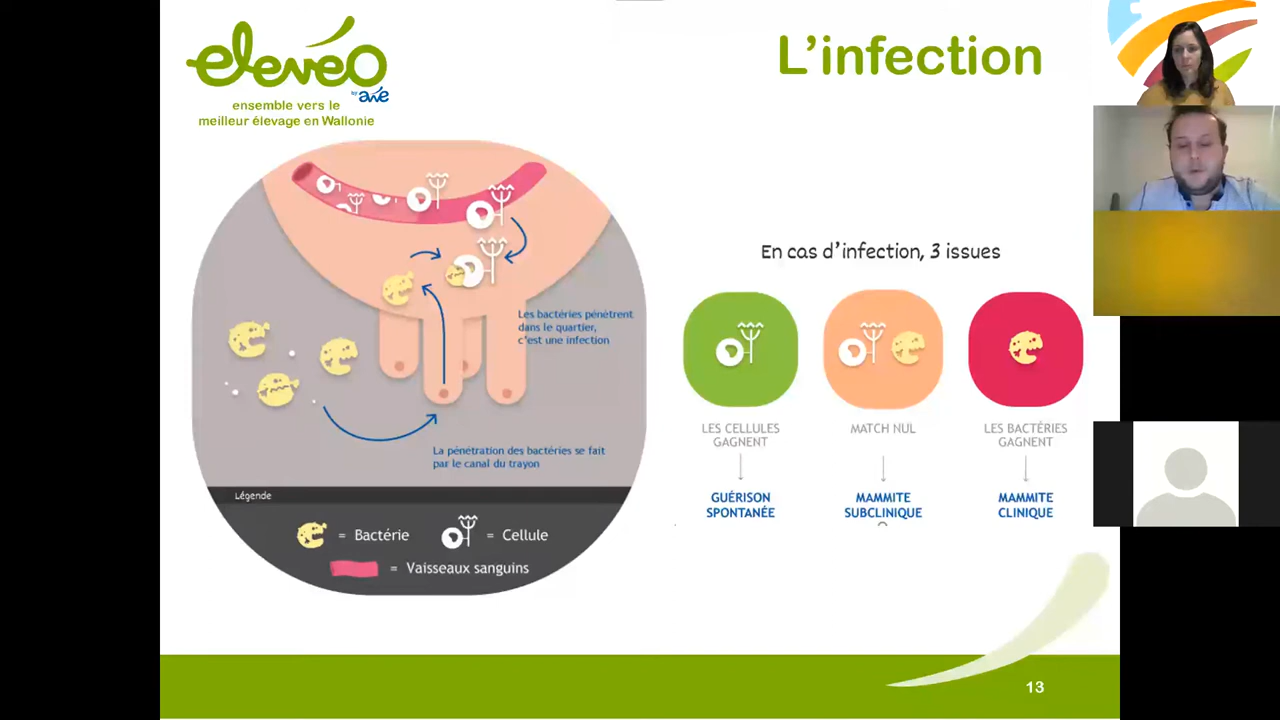 elevéo
by awe
ensemble vers le
meilleur élevage en Wallonie
L'infection
Les bactéries pénètrent
dans le quartier,
c'est une infection
La pénétration des bactéries se fait
par le canal du trayon
Légende
= Bactérie
= Cellule
= Vaisseaux sanguins
En cas d'infection, 3 issues
LES CELLULES
GAGNENT
MATCH NUL
LES BACTÉRIES
GAGNENT
GUÉRISON
SPONTANÉE
MAMMITE
SUBCLINIQUE
MAMMITE
CLINIQUE
13